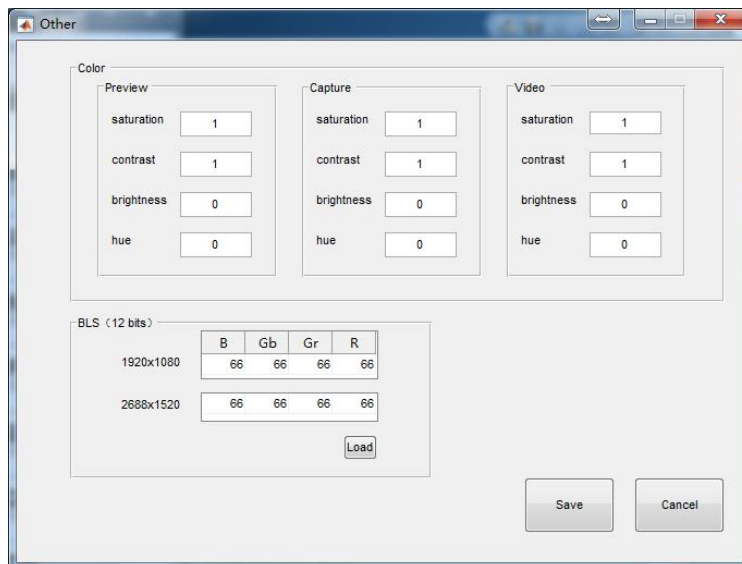 Other
Color
Preview Capture Video
saturation 1 saturation 1 saturation 1
contrast 1 contrast 1 contrast 1
brightness 0 brightness 0 brightness 0
hue 0 hue 0 hue 0
BLS（12 bits）
B Gb Gr R
1920x1080 66 66 66 66
2688x1520 66 66 66 66
Load
Save Cancel